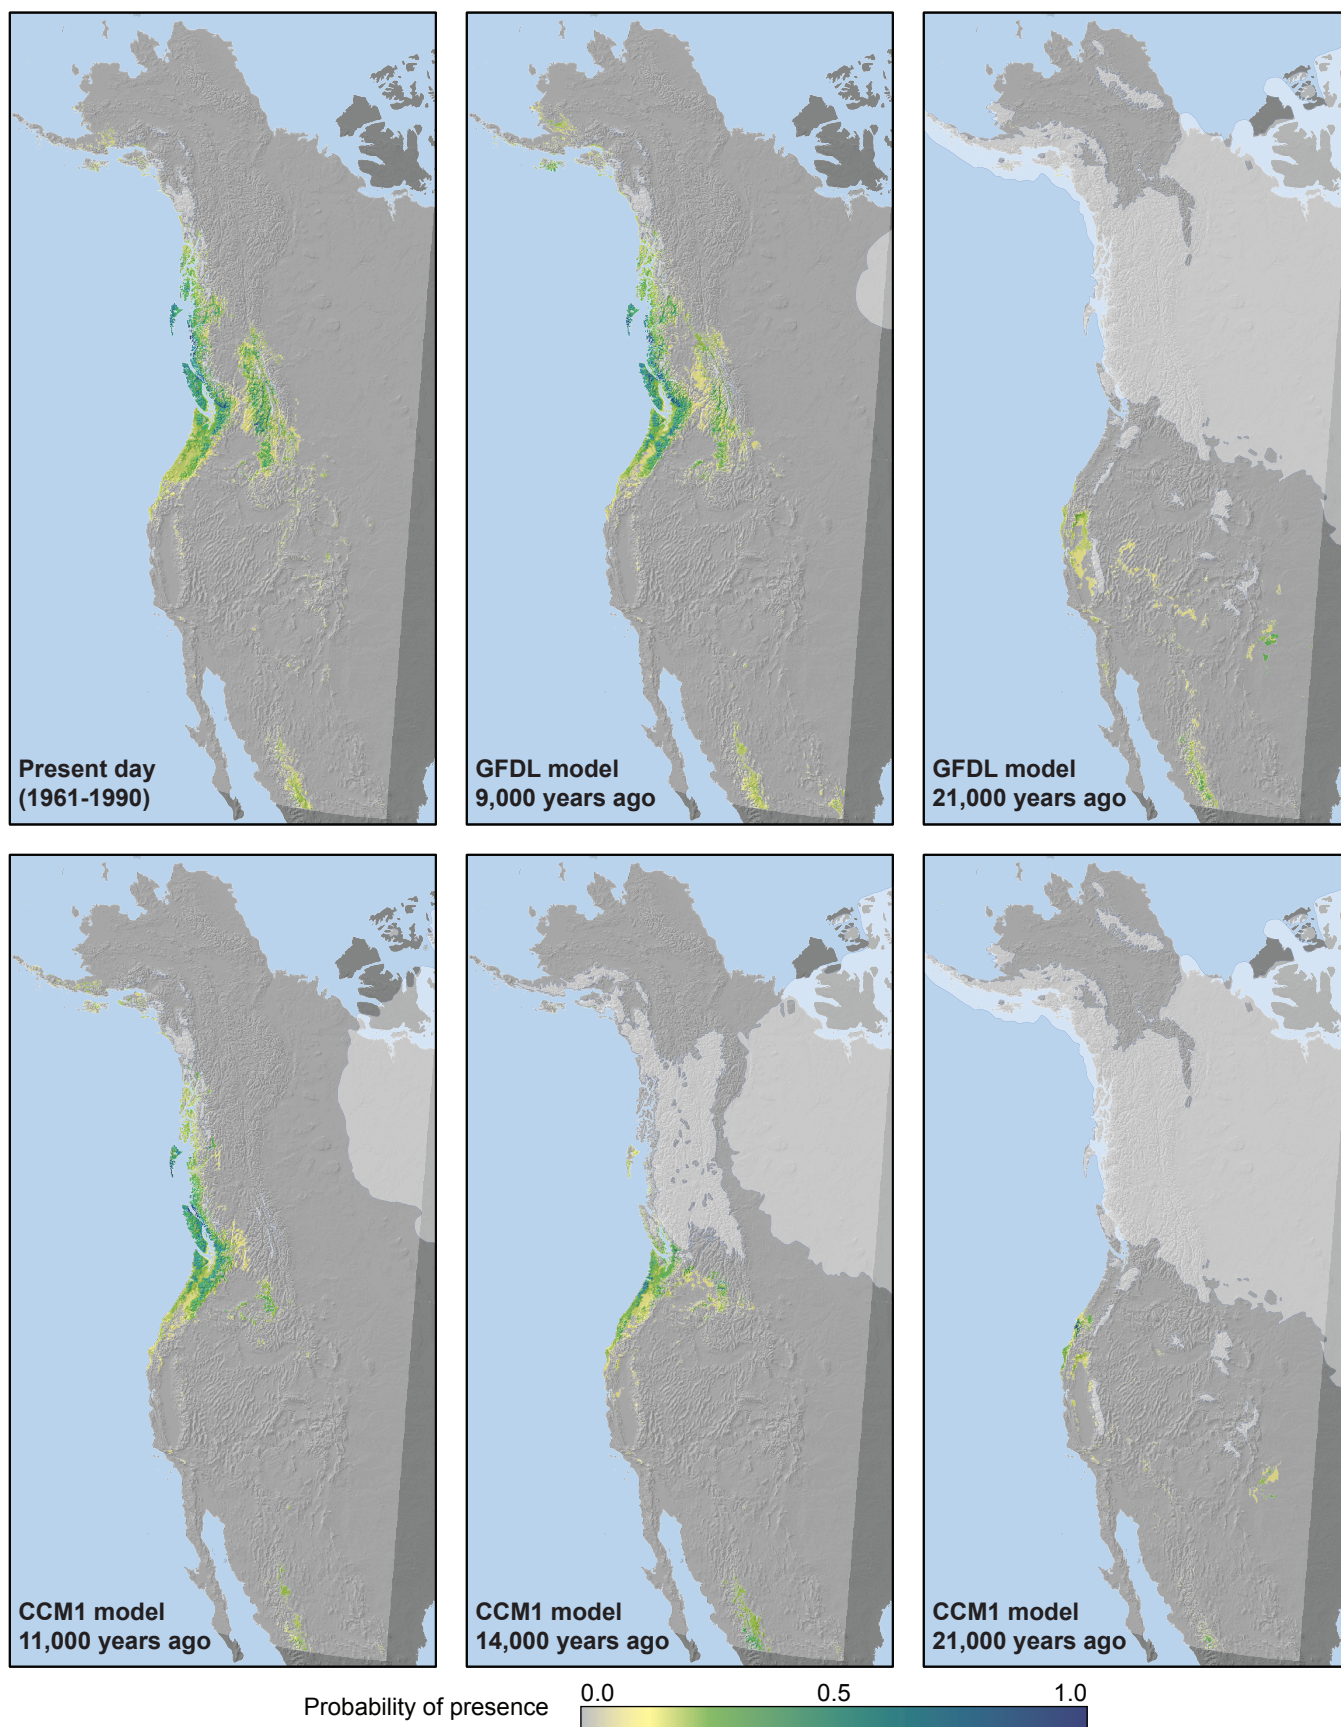 Present day
(1961-1990)
GFDL model
9,000 years ago
GFDL model
21,000 years ago
CCM1 model
11,000 years ago
CCM1 model
14,000 years ago
CCM1 model
21,000 years ago
Probability of presence
0.0 0.5 1.0